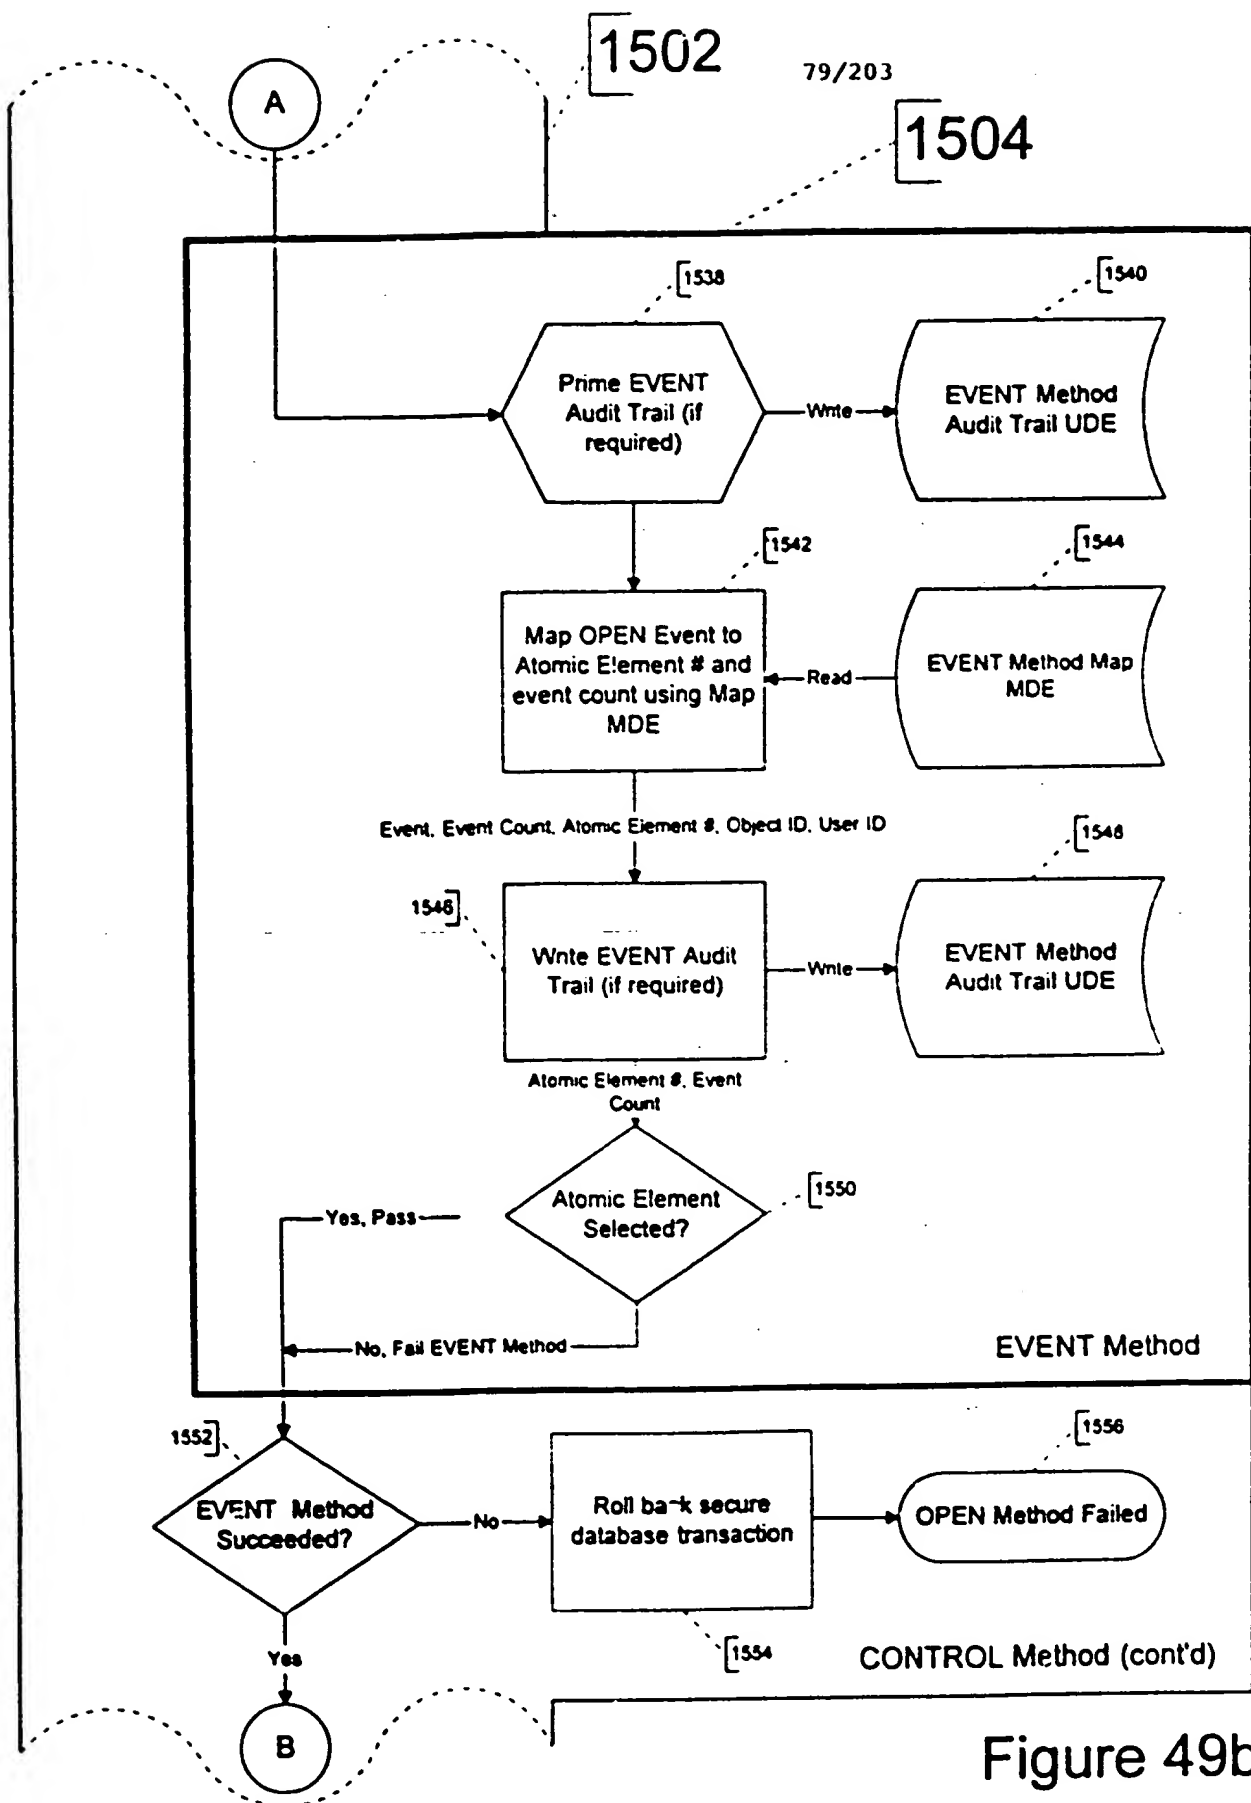 1502
79/203
A
1504
1538
1540
Prime EVENT
Audit Trail (if
required)
Write
EVENT Method
Audit Trail UDE
1542
1544
Map OPEN Event to
Atomic Element # and
event count using Map
MDE
Read
EVENT Method Map
MDE
Event, Event Count, Atomic Element #, Object ID, User ID
1548
1546
Write EVENT Audit
Trail (if required)
Write
EVENT Method
Audit Trail UDE
Atomic Element #, Event
Count
1550
Atomic Element
Selected?
Yes, Pass
No, Fail EVENT Method
EVENT Method
1552
1556
EVENT Method
Succeeded?
No
Roll back secure
database transaction
OPEN Method Failed
1554
Yes
CONTROL Method (cont'd)
B
Figure 49b